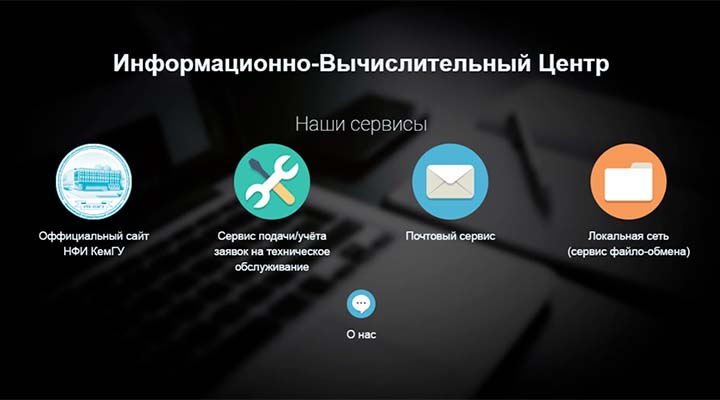 Информационно-Вычислительный Центр
Наши сервисы
Оффициальный сайт
НФИ КемГУ
Сервис подачи/учёта
заявок на техническое
обслуживание
Почтовый сервис
Локальная сеть
(сервис файло-обмена)
О нас